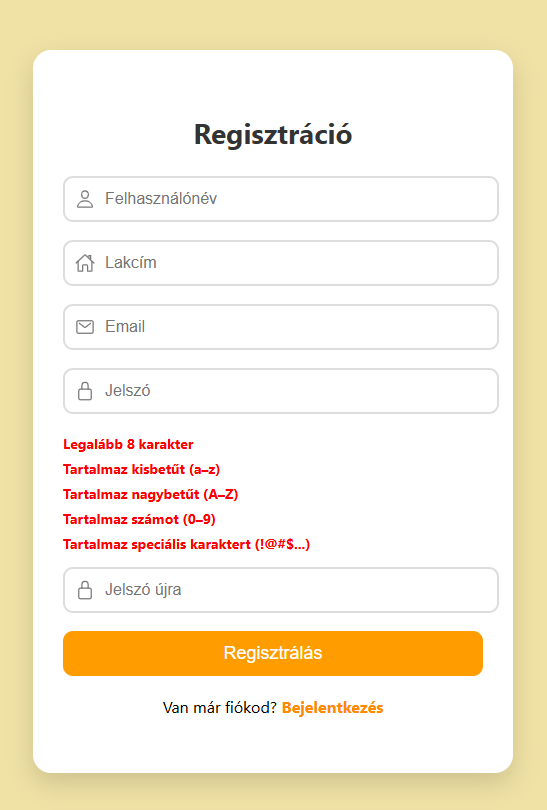 Regisztráció
Felhasználónév
Lakcím
Email
Jelszó
Legalább 8 karakter
Tartalmaz kisbetűt (a–z)
Tartalmaz nagybetűt (A–Z)
Tartalmaz számot (0–9)
Tartalmaz speciális karaktert (!@#$...)
Jelszó újra
Regisztrálás
Van már fiókod? Bejelentkezés